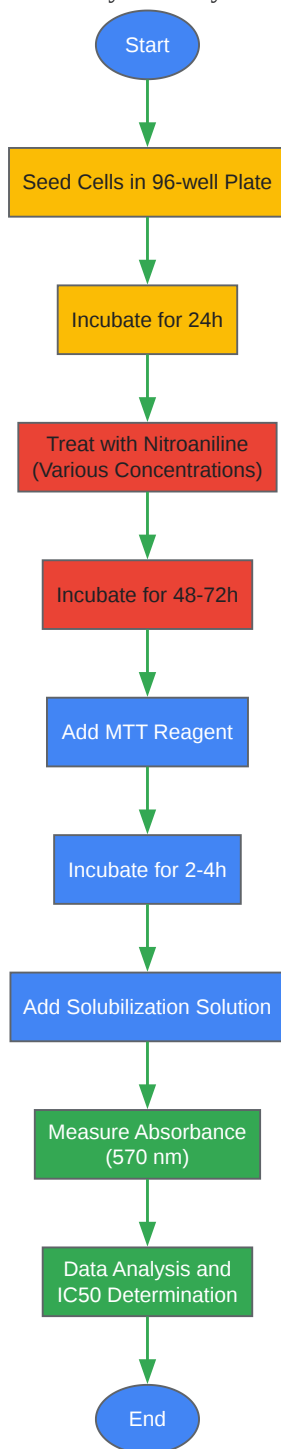 Start
Seed Cells in 96-well Plate
Incubate for 24h
Treat with Nitroaniline
(Various Concentrations)
Incubate for 48-72h
Add MTT Reagent
Incubate for 2-4h
Add Solubilization Solution
Measure Absorbance
(570 nm)
Data Analysis and
IC50 Determination
End